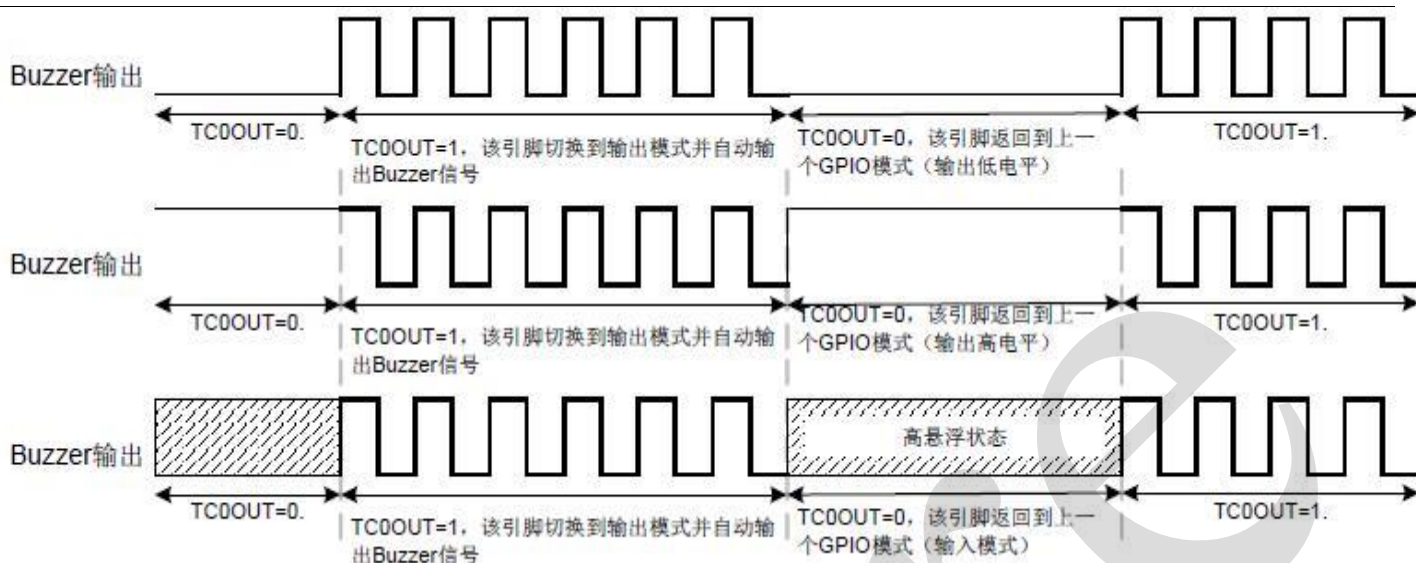 Buzzer输出
TC0OUT=0.
TC0OUT=1，该引脚切换到输出模式并自动输
出Buzzer信号
TC0OUT=0，该引脚返回到上一
个GPIO模式（输出低电平）
TC0OUT=1.
Buzzer输出
TC0OUT=0.
TC0OUT=1，该引脚切换到输出模式并自动输
出Buzzer信号
TC0OUT=0，该引脚返回到上一
个GPIO模式（输出高电平）
TC0OUT=1.
Buzzer输出
高悬浮状态
TC0OUT=0.
TC0OUT=1，该引脚切换到输出模式并自动输
出Buzzer信号
TC0OUT=0，该引脚返回到上一
个GPIO模式（输入模式）
TC0OUT=1.